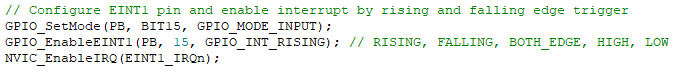 // Configure EINT1 pin and enable interrupt by rising and falling edge trigger
GPIO_SetMode(PB, BIT15, GPIO_MODE_INPUT);
GPIO_EnableEINT1(PB, 15, GPIO_INT_RISING); // RISING, FALLING, BOTH_EDGE, HIGH, LOW
NVIC_EnableIRQ(EINT1_IRQn);